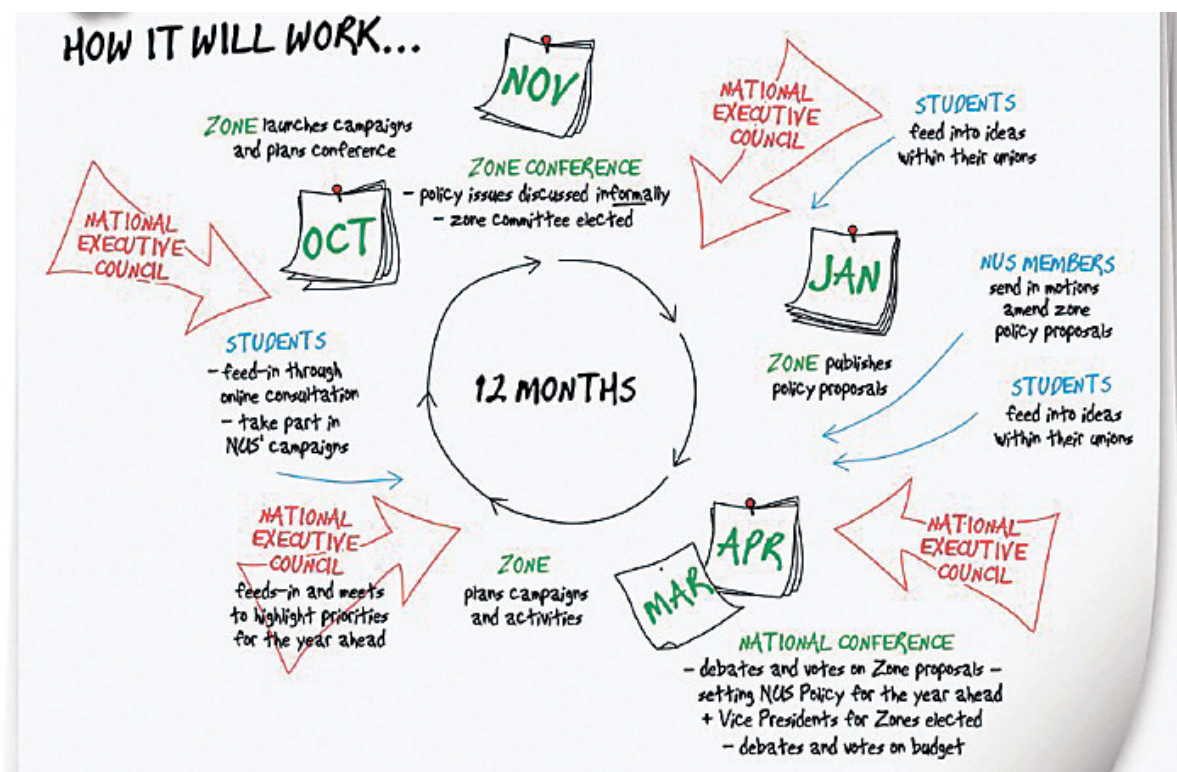 HOW IT WILL WORK...
NOV
ZONE launches campaigns
and plans conference
ZONE CONFERENCE
- policy issues discussed informally
- zone committee elected
NATIONAL
EXECUTIVE
COUNCIL
STUDENTS
feed into ideas
within their unions
NATIONAL
EXECUTIVE
COUNCIL
OCT
JAN
NUS MEMBERS
send in motions
amend zone
policy proposals
STUDENTS
- feed-in through
online consultation
- take part in
NUS' campaigns
12 MONTHS
ZONE publishes
policy proposals
STUDENTS
feed into ideas
within their unions
NATIONAL
EXECUTIVE
COUNCIL
feeds-in and meets
to highlight priorities
for the year ahead
ZONE
plans campaigns
and activities
MAR
APR
NATIONAL
EXECUTIVE
COUNCIL
NATIONAL CONFERENCE
- debates and votes on Zone proposals -
setting NUS Policy for the year ahead
+ Vice Presidents for Zones elected
- debates and votes on budget